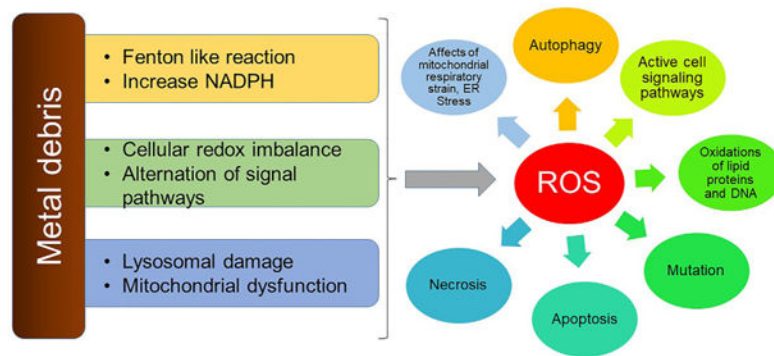 Metal debris
• Fenton like reaction
• Increase NADPH
• Cellular redox imbalance
• Alternation of signal
pathways
• Lysosomal damage
• Mitochondrial dysfunction
ROS
Affects of
mitochondrial
respiratory
strain, ER
Stress
Autophagy
Active cell
signaling
pathways
Oxidations of
lipid
proteins
and DNA
Mutation
Apoptosis
Necrosis